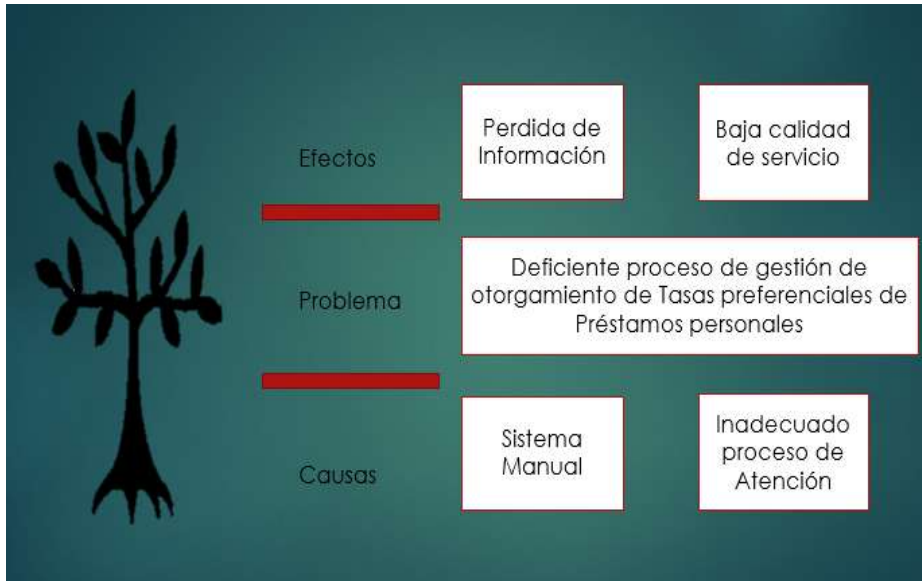 Efectos
Perdida de
Información
Baja calidad
de servicio
Problema
Deficiente proceso de gestión de
otorgamiento de Tasas preferenciales de
Préstamos personales
Causas
Sistema
Manual
Inadecuado
proceso de
Atención